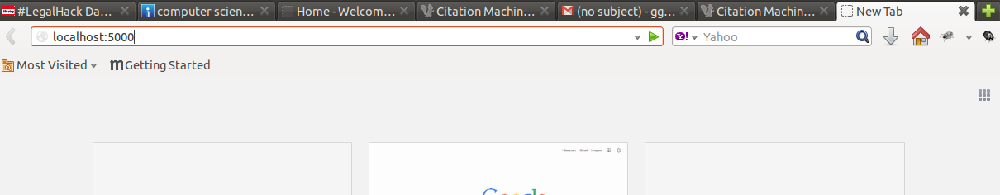 #LegalHack Da... computer scien... Home - Welcom... Citation Machin... (no subject) - gg... Citation Machin... New Tab
localhost:5000 Yahoo
Most Visited Getting Started
Gmail Images
Google